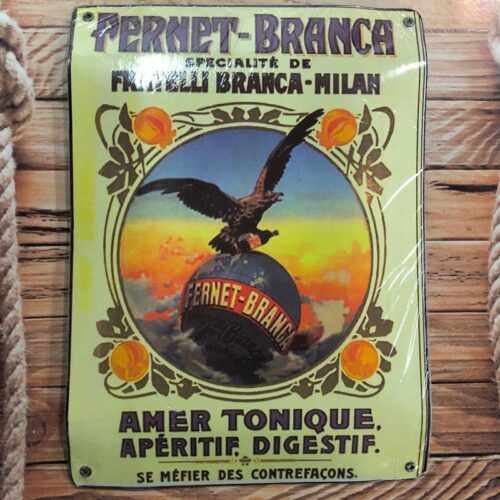 FERNET-BRANCA
SPÉCIALITÉ DE
FRATELLI BRANCA-MILAN
FERNET-BRANCA
AMER TONIQUE,
APÉRITIF, DIGESTIF.
SE MÉFIER DES CONTREFAÇONS.